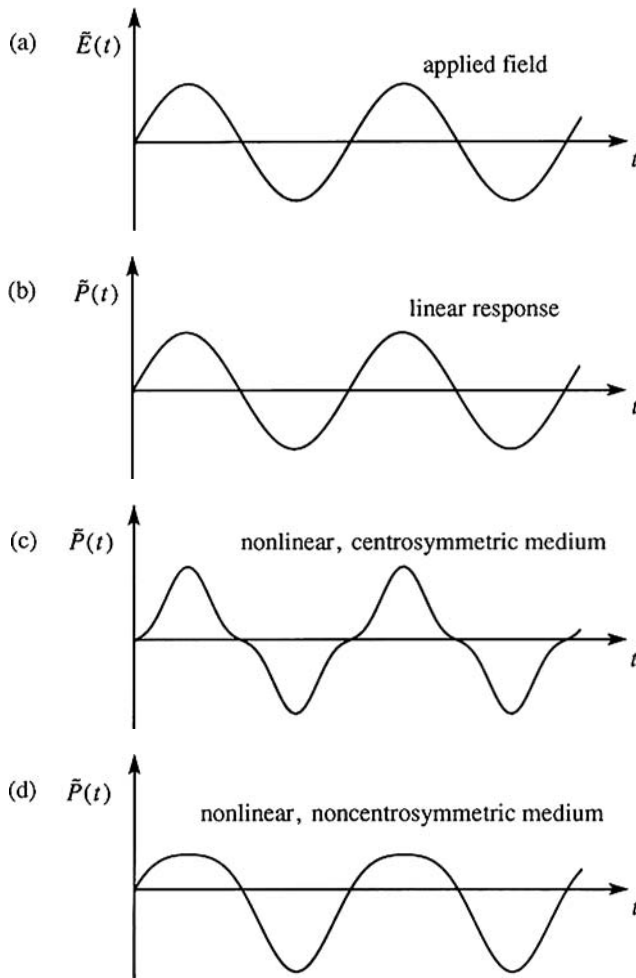 (a) Ẽ(t)
applied field
t
(b) P̃(t)
linear response
t
(c) P̃(t)
nonlinear, centrosymmetric medium
t
(d) P̃(t)
nonlinear, noncentrosymmetric medium
t